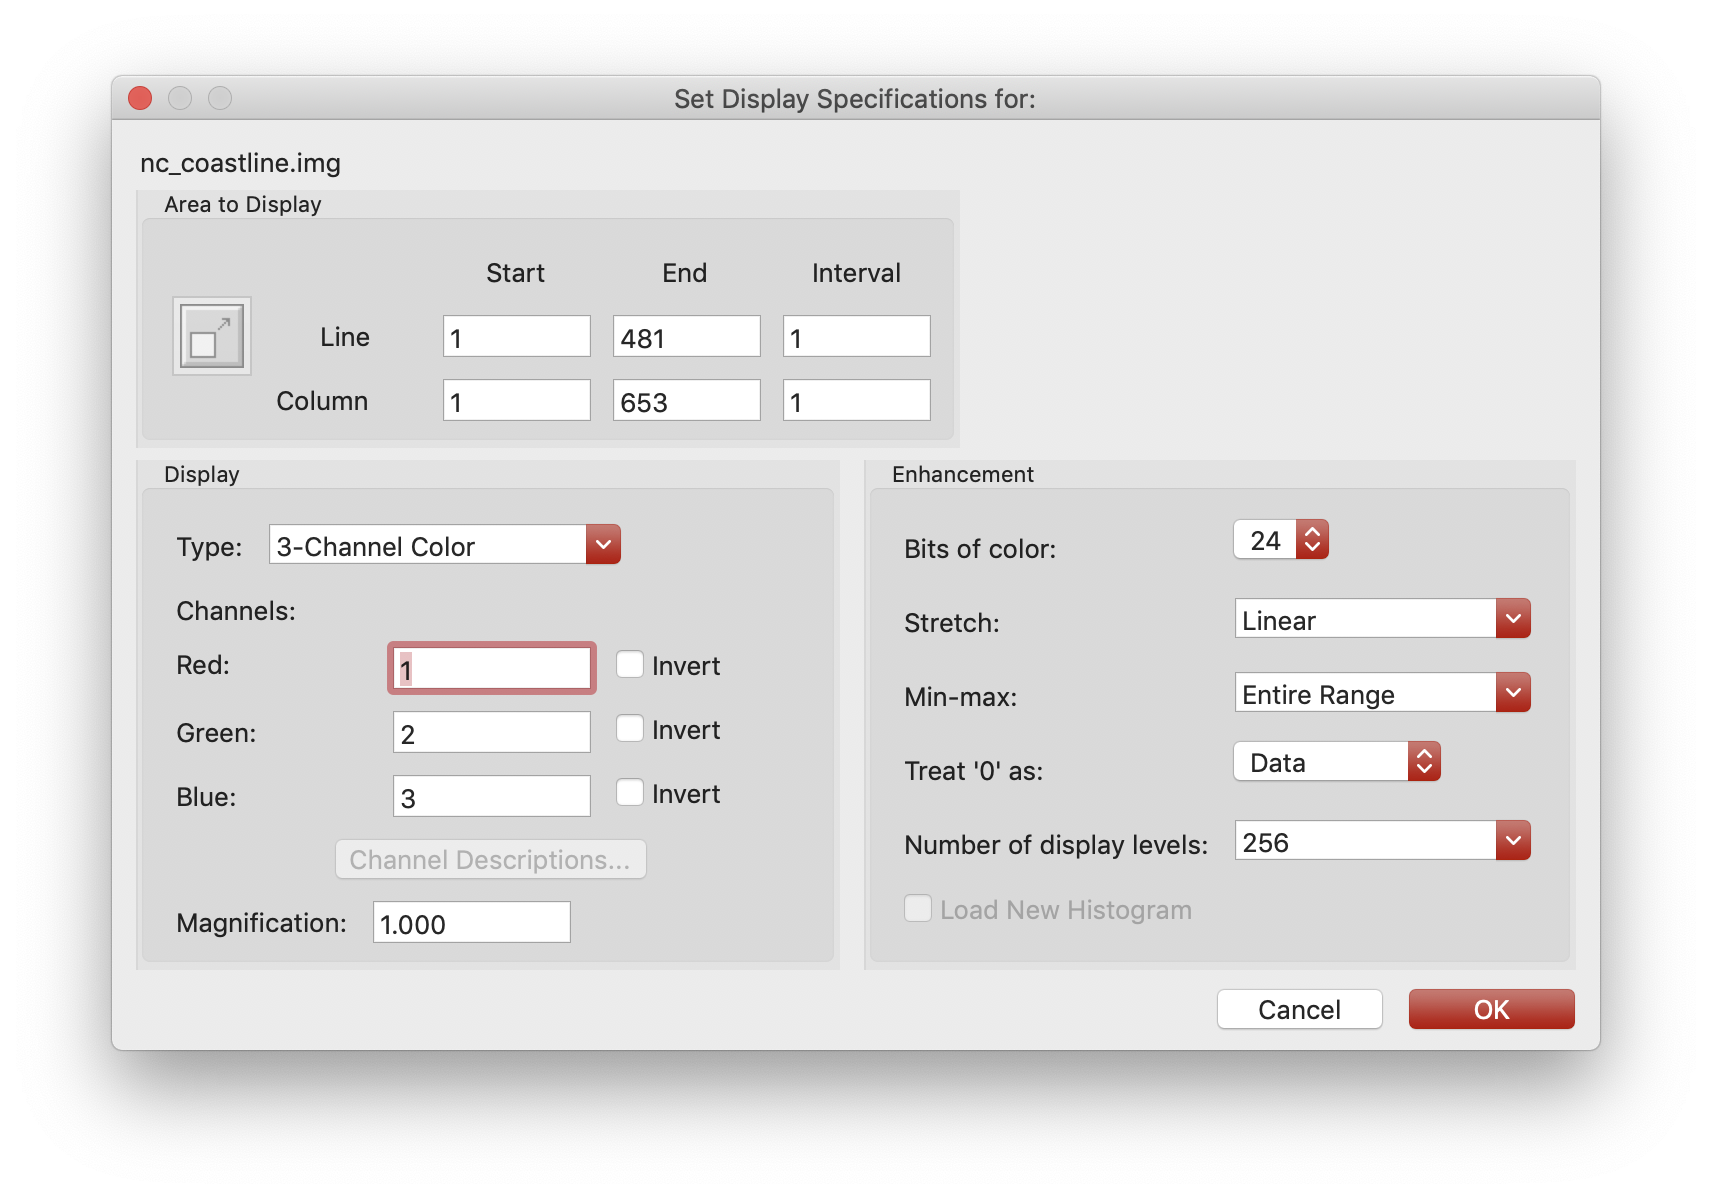 Set Display Specifications for:
nc_coastline.img
Area to Display
Start End Interval
Line 1 481 1
Column 1 653 1
Display
Type: 3-Channel Color
Channels:
Red: 1 Invert
Green: 2 Invert
Blue: 3 Invert
Channel Descriptions...
Magnification: 1.000
Enhancement
Bits of color: 24
Stretch: Linear
Min-max: Entire Range
Treat '0' as: Data
Number of display levels: 256
Load New Histogram
Cancel OK